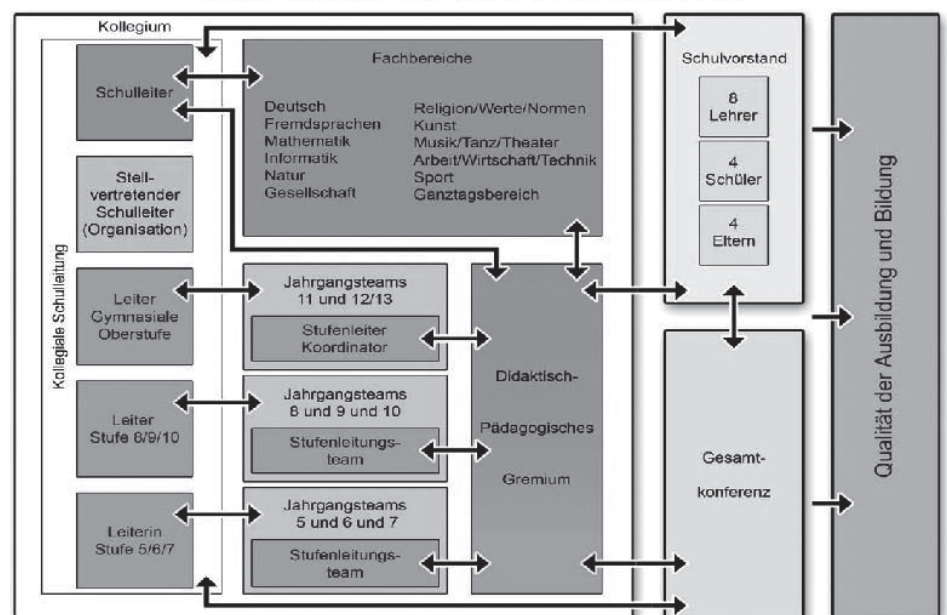 Kollegium
Kollegiale Schulleitung
Schulleiter
Stell-
vertretender
Schulleiter
(Organisation)
Leiter
Gymnasiale
Oberstufe
Leiter
Stufe 8/9/10
Leiterin
Stufe 5/6/7
Fachbereiche
Deutsch
Fremdsprachen
Mathematik
Informatik
Natur
Gesellschaft
Religion/Werte/Normen
Kunst
Musik/Tanz/Theater
Arbeit/Wirtschaft/Technik
Sport
Ganztagsbereich
Jahrgangsteams
11 und 12/13
Stufenleiter
Koordinator
Jahrgangsteams
8 und 9 und 10
Stufenleitungs-
team
Jahrgangsteams
5 und 6 und 7
Stufenleitungs-
team
Didaktisch-
Pädagogisches
Gremium
Schulvorstand
8
Lehrer
4
Schüler
4
Eltern
Gesamt-
konferenz
Qualität der Ausbildung und Bildung